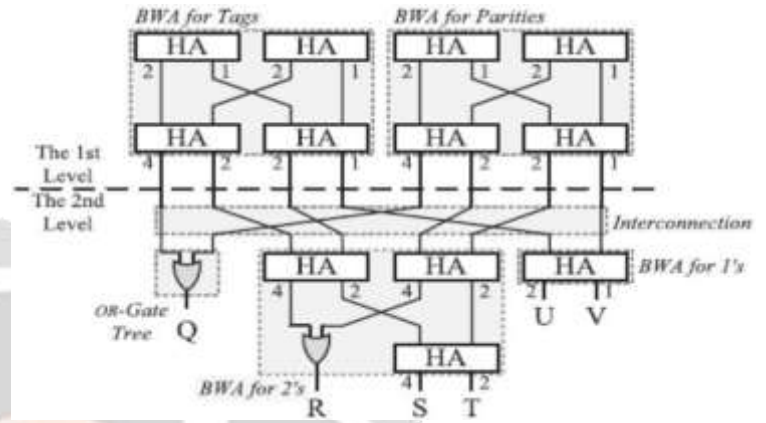 BWA for Tags BWA for Parities
HA HA HA HA
2 1 2 1 2 1 2 1
HA HA HA HA
4 2 2 1 4 2 2 1
The 1st
Level
The 2nd
Level
Interconnection
HA HA HA BWA for 1's
4 2 4 2 2 1
OR-Gate
Tree Q U V
HA
BWA for 2's 4 2
R S T